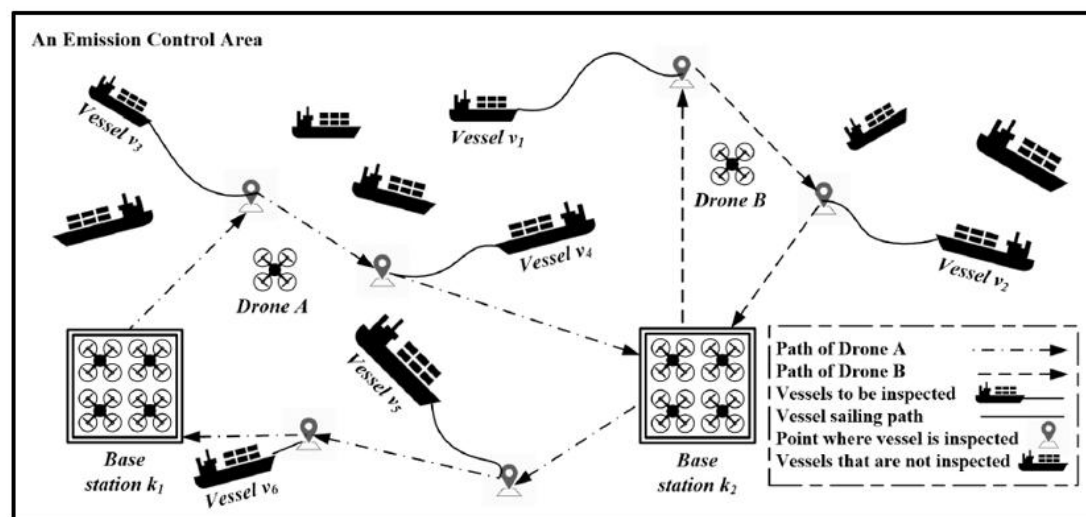 An Emission Control Area
Vessel v3
Vessel v1
Drone B
Vessel v4
Vessel v2
Drone A
Vessel v5
Base
station k1
Vessel v6
Base
station k2
Path of Drone A
Path of Drone B
Vessels to be inspected
Vessel sailing path
Point where vessel is inspected
Vessels that are not inspected